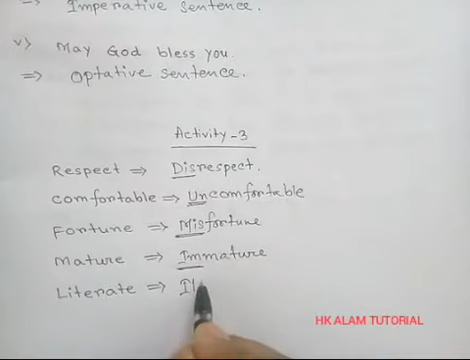 => Imperative sentence.
v) May God bless you.
=> Optative sentence.
Activity-3
Respect => Disrespect.
Comfortable => Uncomfortable
Fortune => Misfortune
Mature => Immature
Literate => Il
HK ALAM TUTORIAL